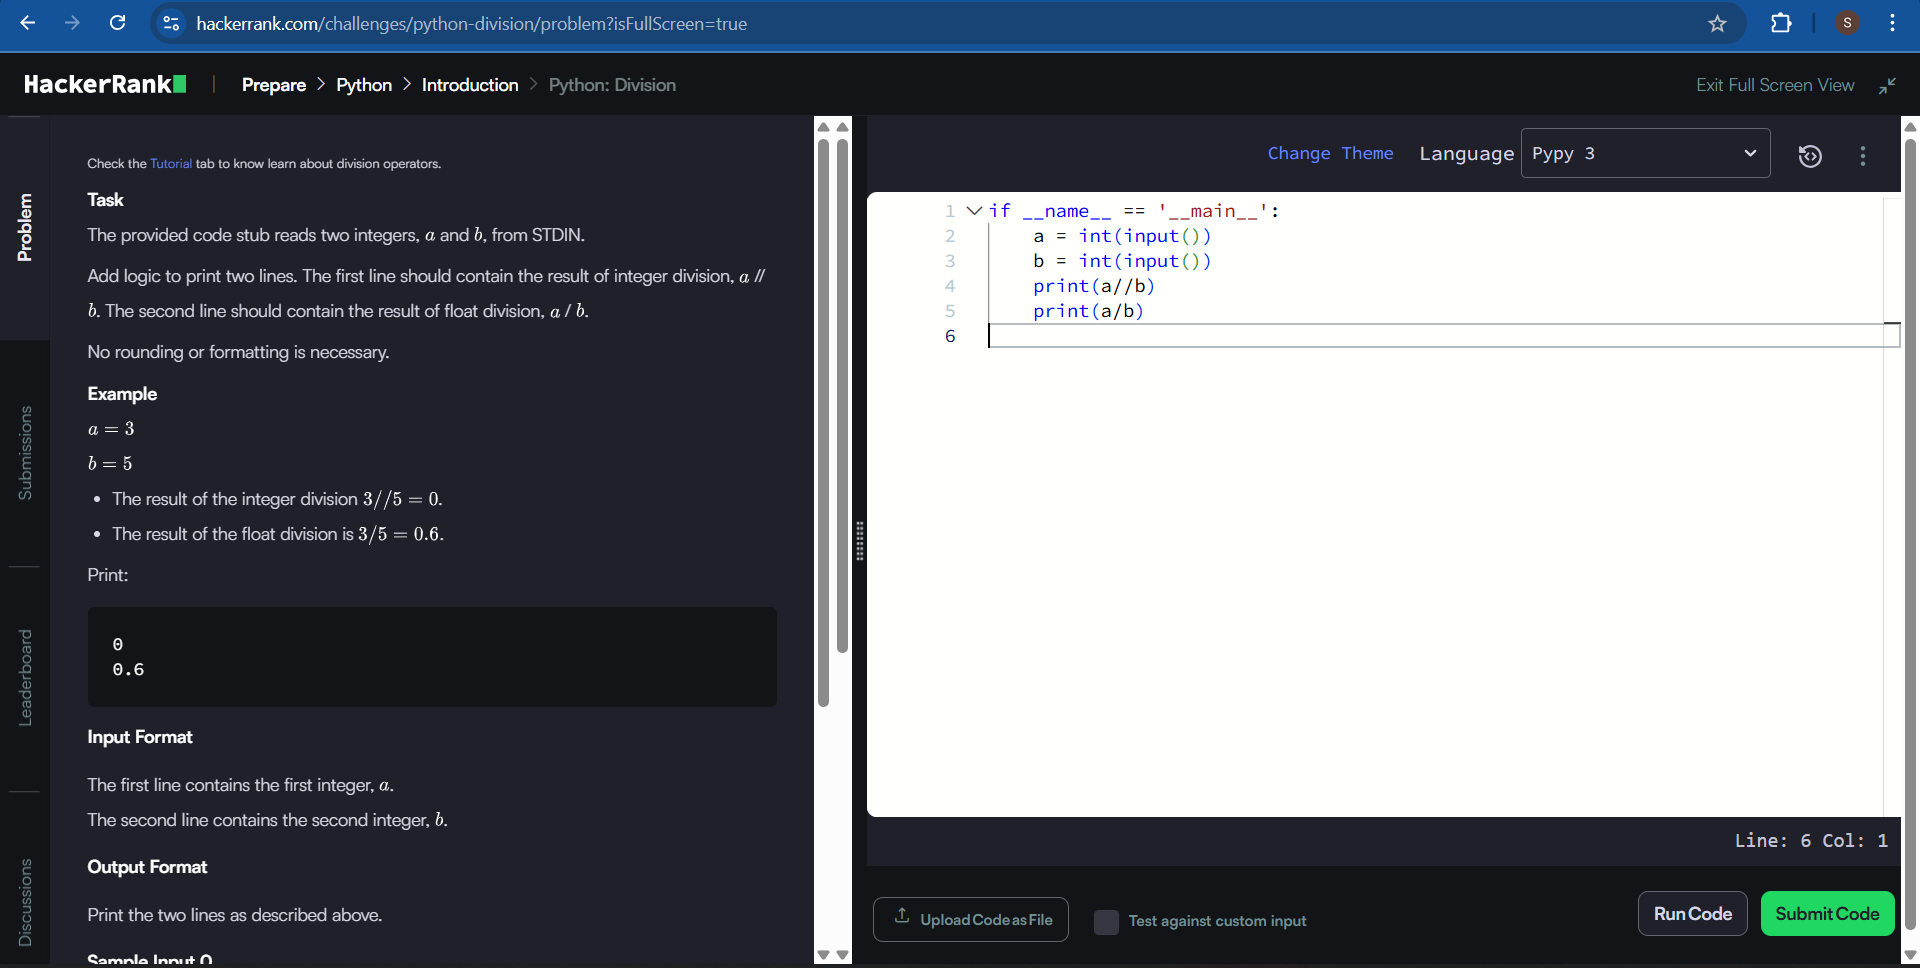 hackerrank.com/challenges/python-division/problem?isFullScreen=true
S
HackerRank
Prepare > Python > Introduction > Python: Division
Exit Full Screen View
Problem
Submissions
Leaderboard
Discussions
Check the Tutorial tab to know learn about division operators.
Task
The provided code stub reads two integers, a and b, from STDIN.
Add logic to print two lines. The first line should contain the result of integer division, a //
b. The second line should contain the result of float division, a / b.
No rounding or formatting is necessary.
Example
a = 3
b = 5
• The result of the integer division 3//5 = 0.
• The result of the float division is 3/5 = 0.6.
Print:
0
0.6
Input Format
The first line contains the first integer, a.
The second line contains the second integer, b.
Output Format
Print the two lines as described above.
Sample Input 0
Change Theme Language Pypy 3
1 if __name__ == '__main__':
2     a = int(input())
3     b = int(input())
4     print(a//b)
5     print(a/b)
6
Line: 6 Col: 1
Upload Code as File
Test against custom input
Run Code
Submit Code